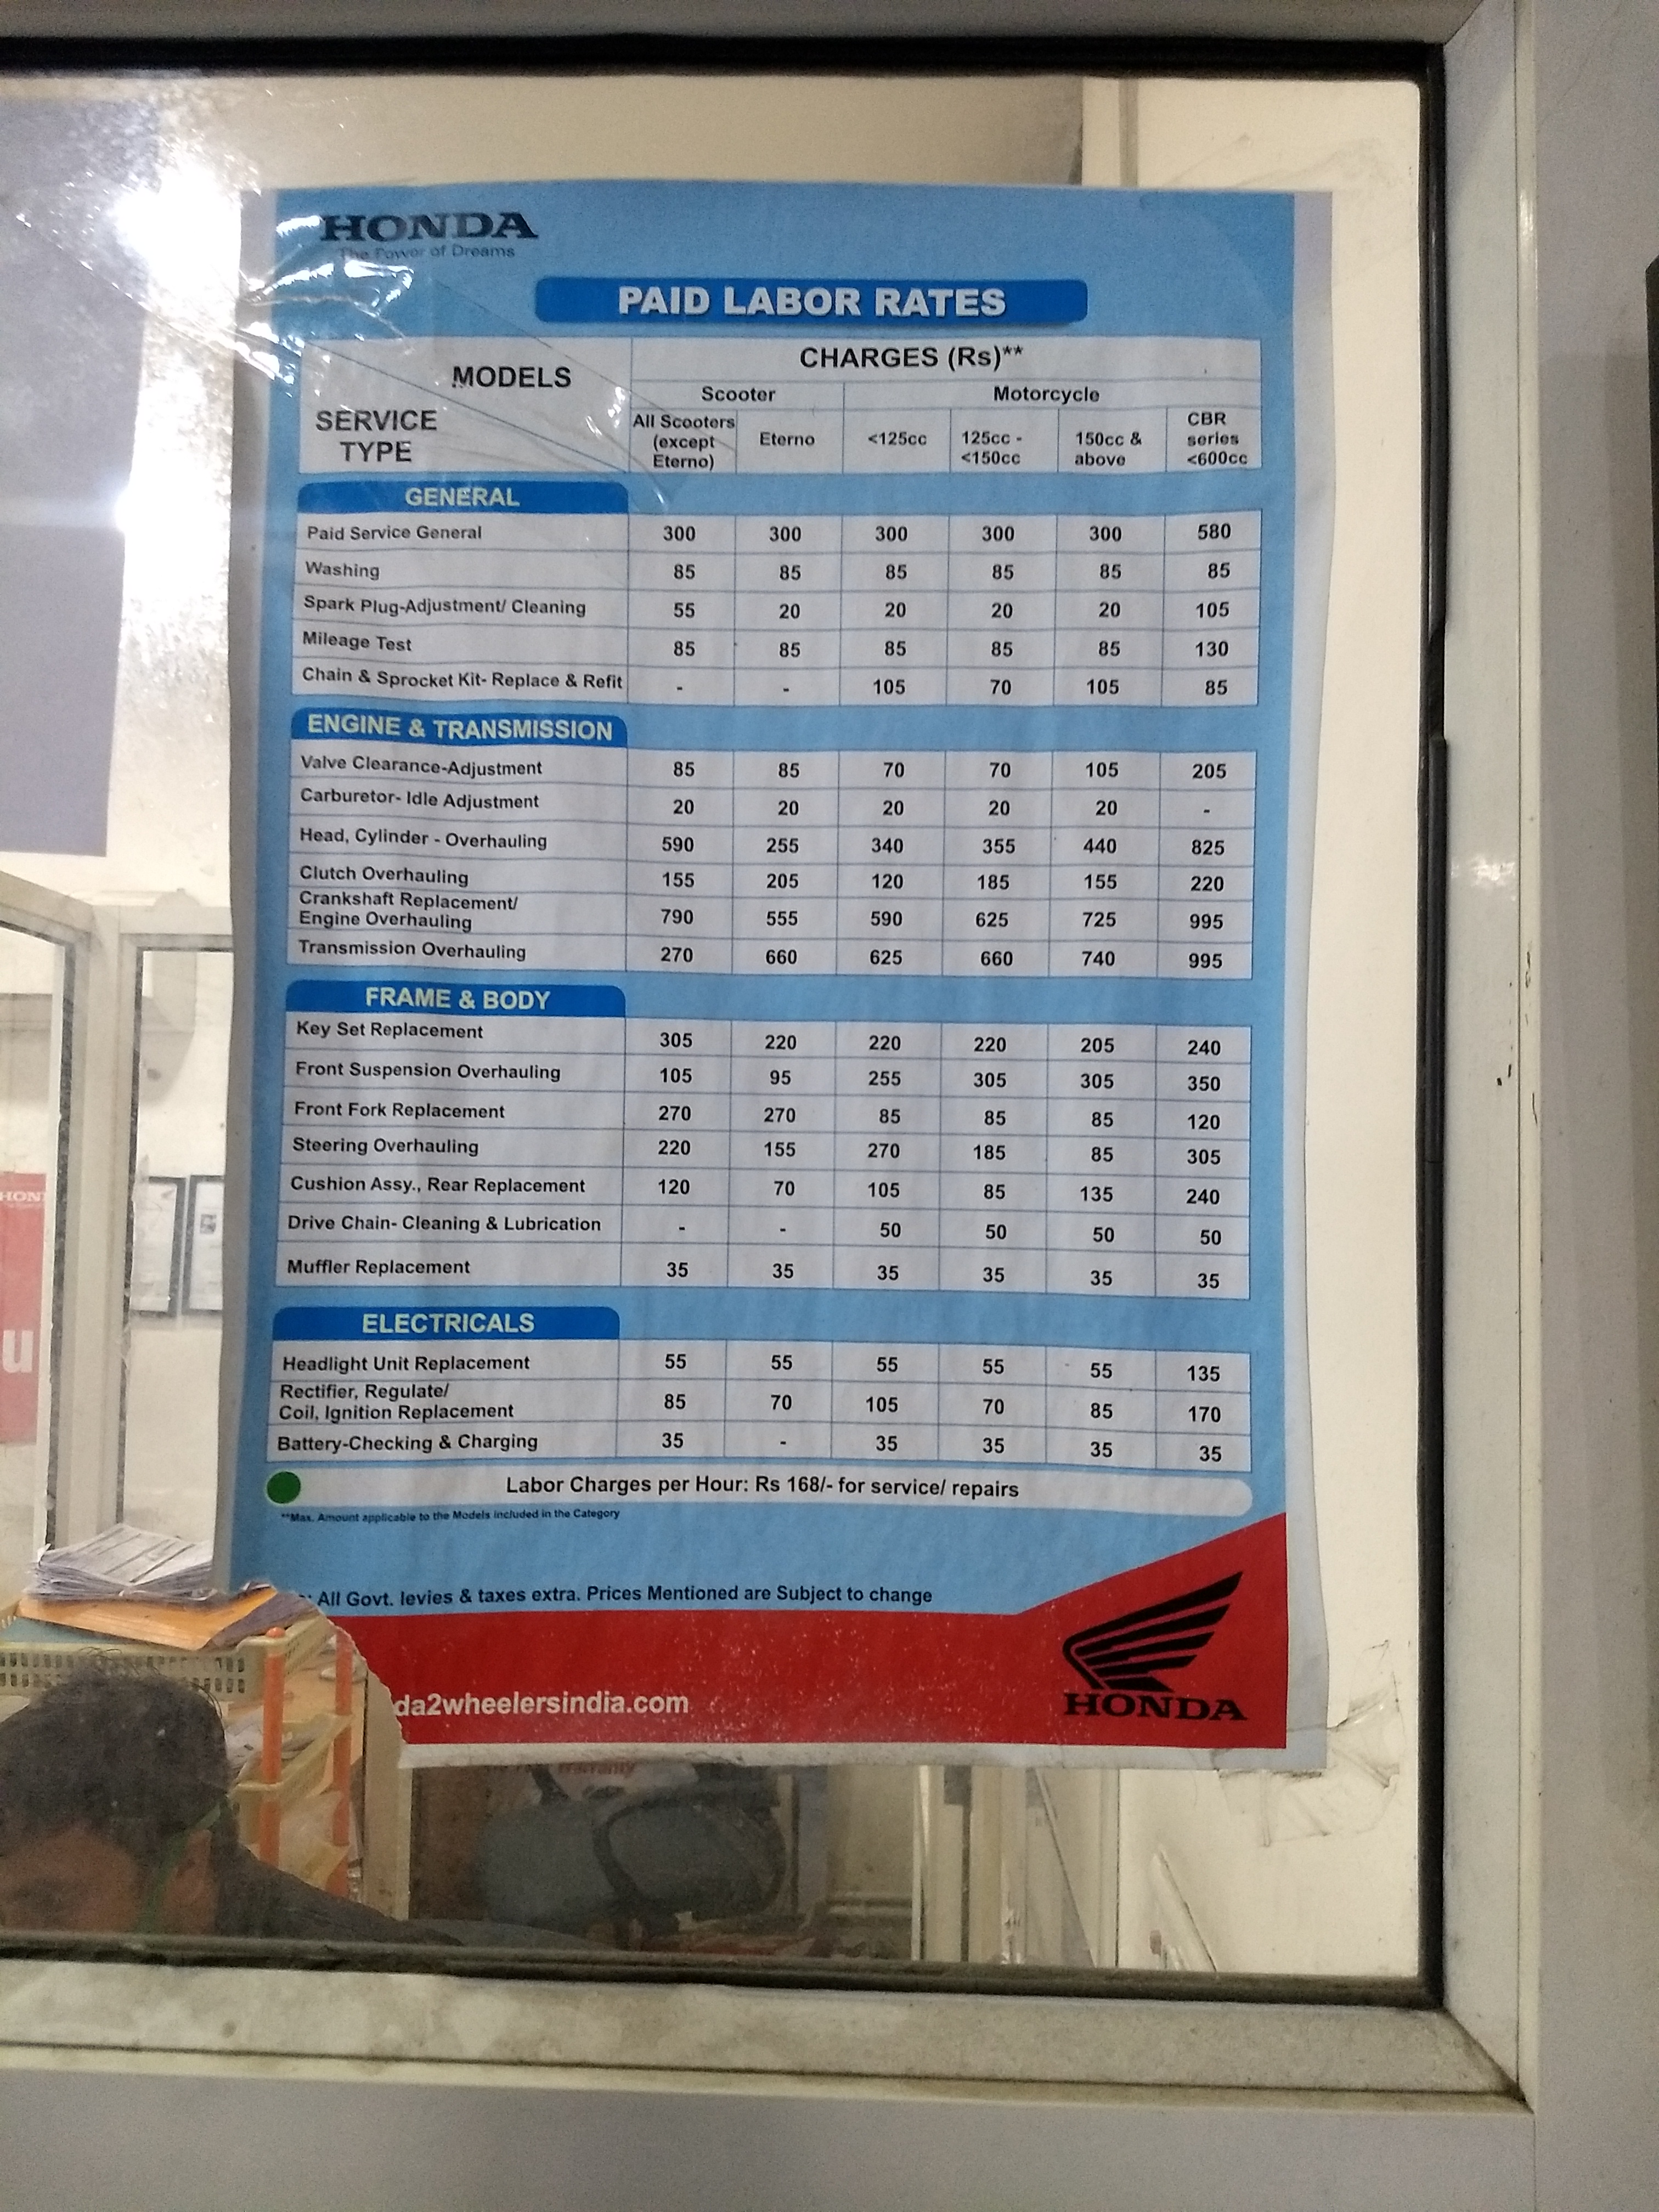 HONDA
The Power of Dreams
PAID LABOR RATES
MODELS
SERVICE
TYPE
CHARGES (Rs)**
Scooter Motorcycle
All Scooters
(except
Eterno)
Eterno
<125cc
125cc -
<150cc
150cc &
above
CBR
series
<600cc
GENERAL
Paid Service General 300 300 300 300 300 580
Washing 85 85 85 85 85 85
Spark Plug-Adjustment/ Cleaning 55 20 20 20 20 105
Mileage Test 85 85 85 85 85 130
Chain & Sprocket Kit- Replace & Refit - - 105 70 105 85
ENGINE & TRANSMISSION
Valve Clearance-Adjustment 85 85 70 70 105 205
Carburetor- Idle Adjustment 20 20 20 20 20 -
Head, Cylinder - Overhauling 590 255 340 355 440 825
Clutch Overhauling 155 205 120 185 155 220
Crankshaft Replacement/
Engine Overhauling 790 555 590 625 725 995
Transmission Overhauling 270 660 625 660 740 995
FRAME & BODY
Key Set Replacement 305 220 220 220 205 240
Front Suspension Overhauling 105 95 255 305 305 350
Front Fork Replacement 270 270 85 85 85 120
Steering Overhauling 220 155 270 185 85 305
Cushion Assy., Rear Replacement 120 70 105 85 135 240
Drive Chain- Cleaning & Lubrication - - 50 50 50 50
Muffler Replacement 35 35 35 35 35 35
ELECTRICALS
Headlight Unit Replacement 55 55 55 55 55 135
Rectifier, Regulate/
Coil, Ignition Replacement 85 70 105 70 85 170
Battery-Checking & Charging 35 - 35 35 35 35
Labor Charges per Hour: Rs 168/- for service/ repairs
**Max. Amount applicable to the Models included in the Category
: All Govt. levies & taxes extra. Prices Mentioned are Subject to change
da2wheelersindia.com
HONDA
HON
u
Warranty